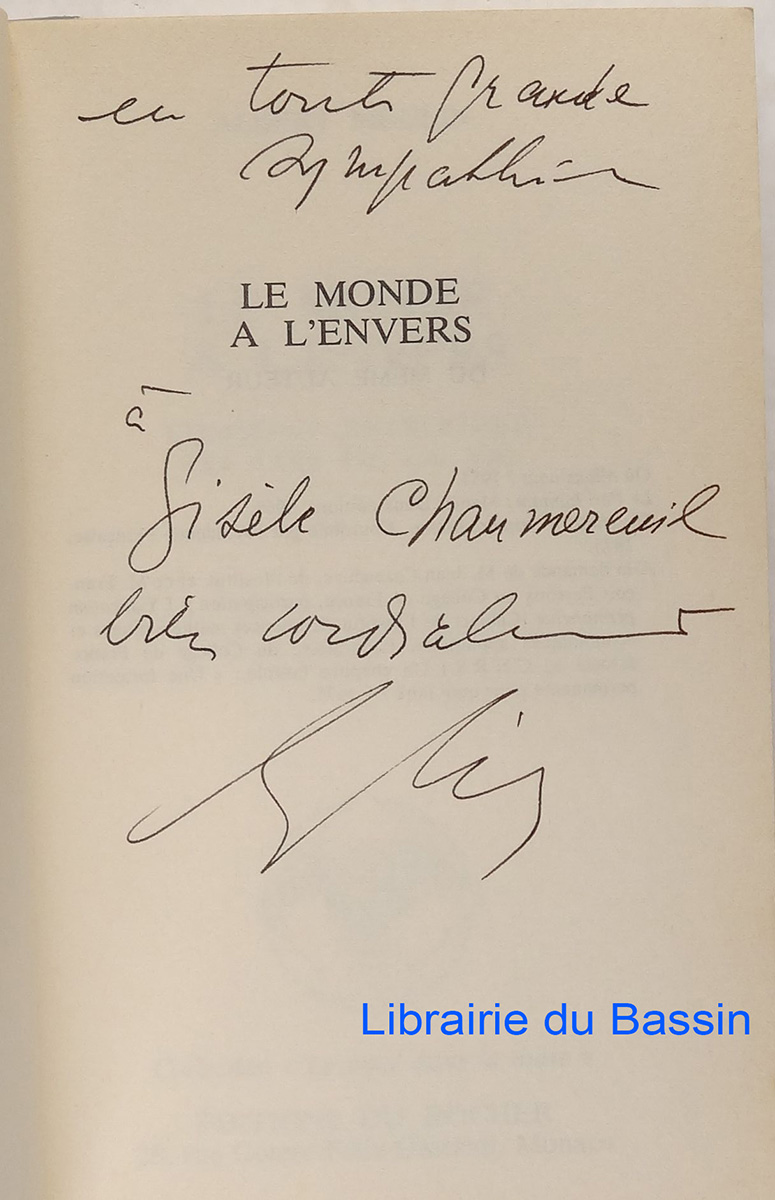 en toute grande
sympathie
LE MONDE
A L'ENVERS
à
Gisèle Chaumereuil
bien cordialement
Librairie du Bassin